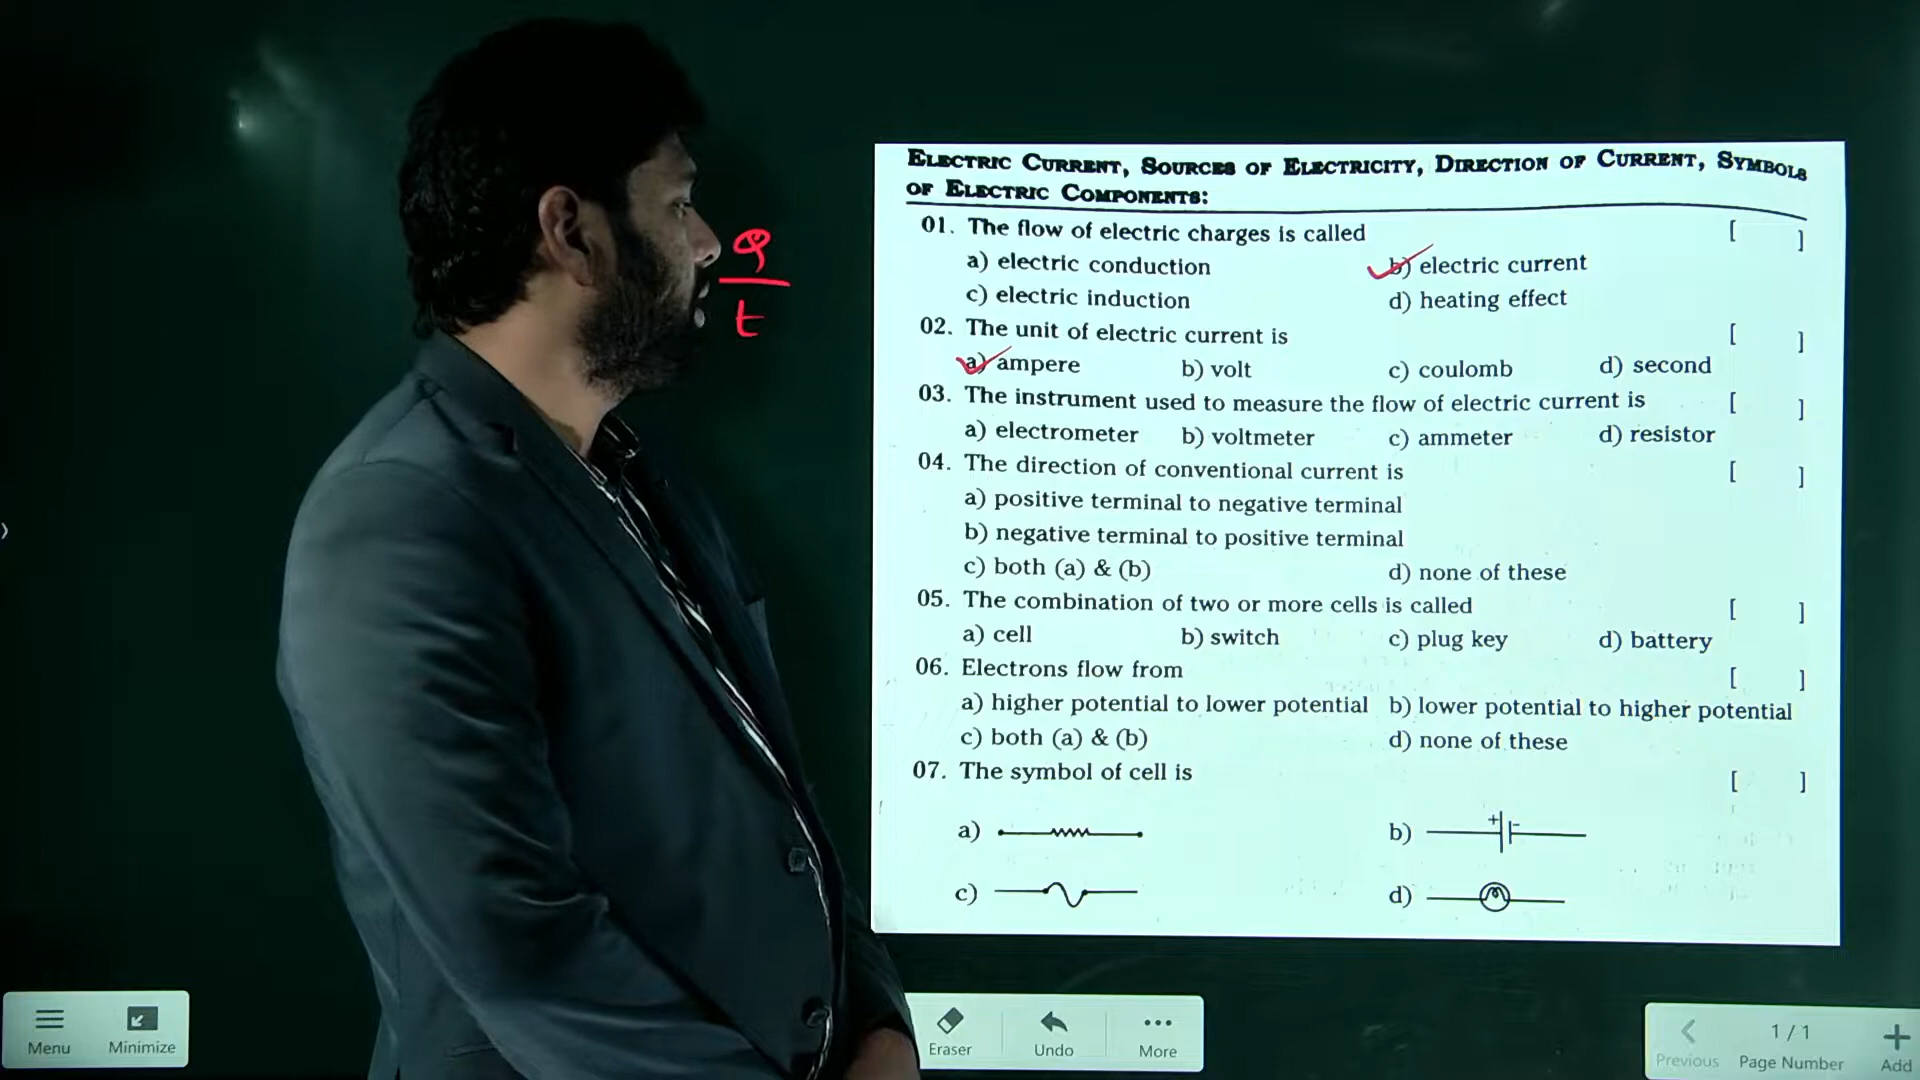 ELECTRIC CURRENT, SOURCES OF ELECTRICITY, DIRECTION OF CURRENT, SYMBOLS
OF ELECTRIC COMPONENTS:
01. The flow of electric charges is called [ ]
a) electric conduction b) electric current
c) electric induction d) heating effect
02. The unit of electric current is [ ]
a) ampere b) volt c) coulomb d) second
03. The instrument used to measure the flow of electric current is [ ]
a) electrometer b) voltmeter c) ammeter d) resistor
04. The direction of conventional current is [ ]
a) positive terminal to negative terminal
b) negative terminal to positive terminal
c) both (a) & (b) d) none of these
05. The combination of two or more cells is called [ ]
a) cell b) switch c) plug key d) battery
06. Electrons flow from [ ]
a) higher potential to lower potential b) lower potential to higher potential
c) both (a) & (b) d) none of these
07. The symbol of cell is [ ]
a) b) + -
c) d)
t
Menu Minimize Eraser Undo More Previous 1 / 1 Page Number Add